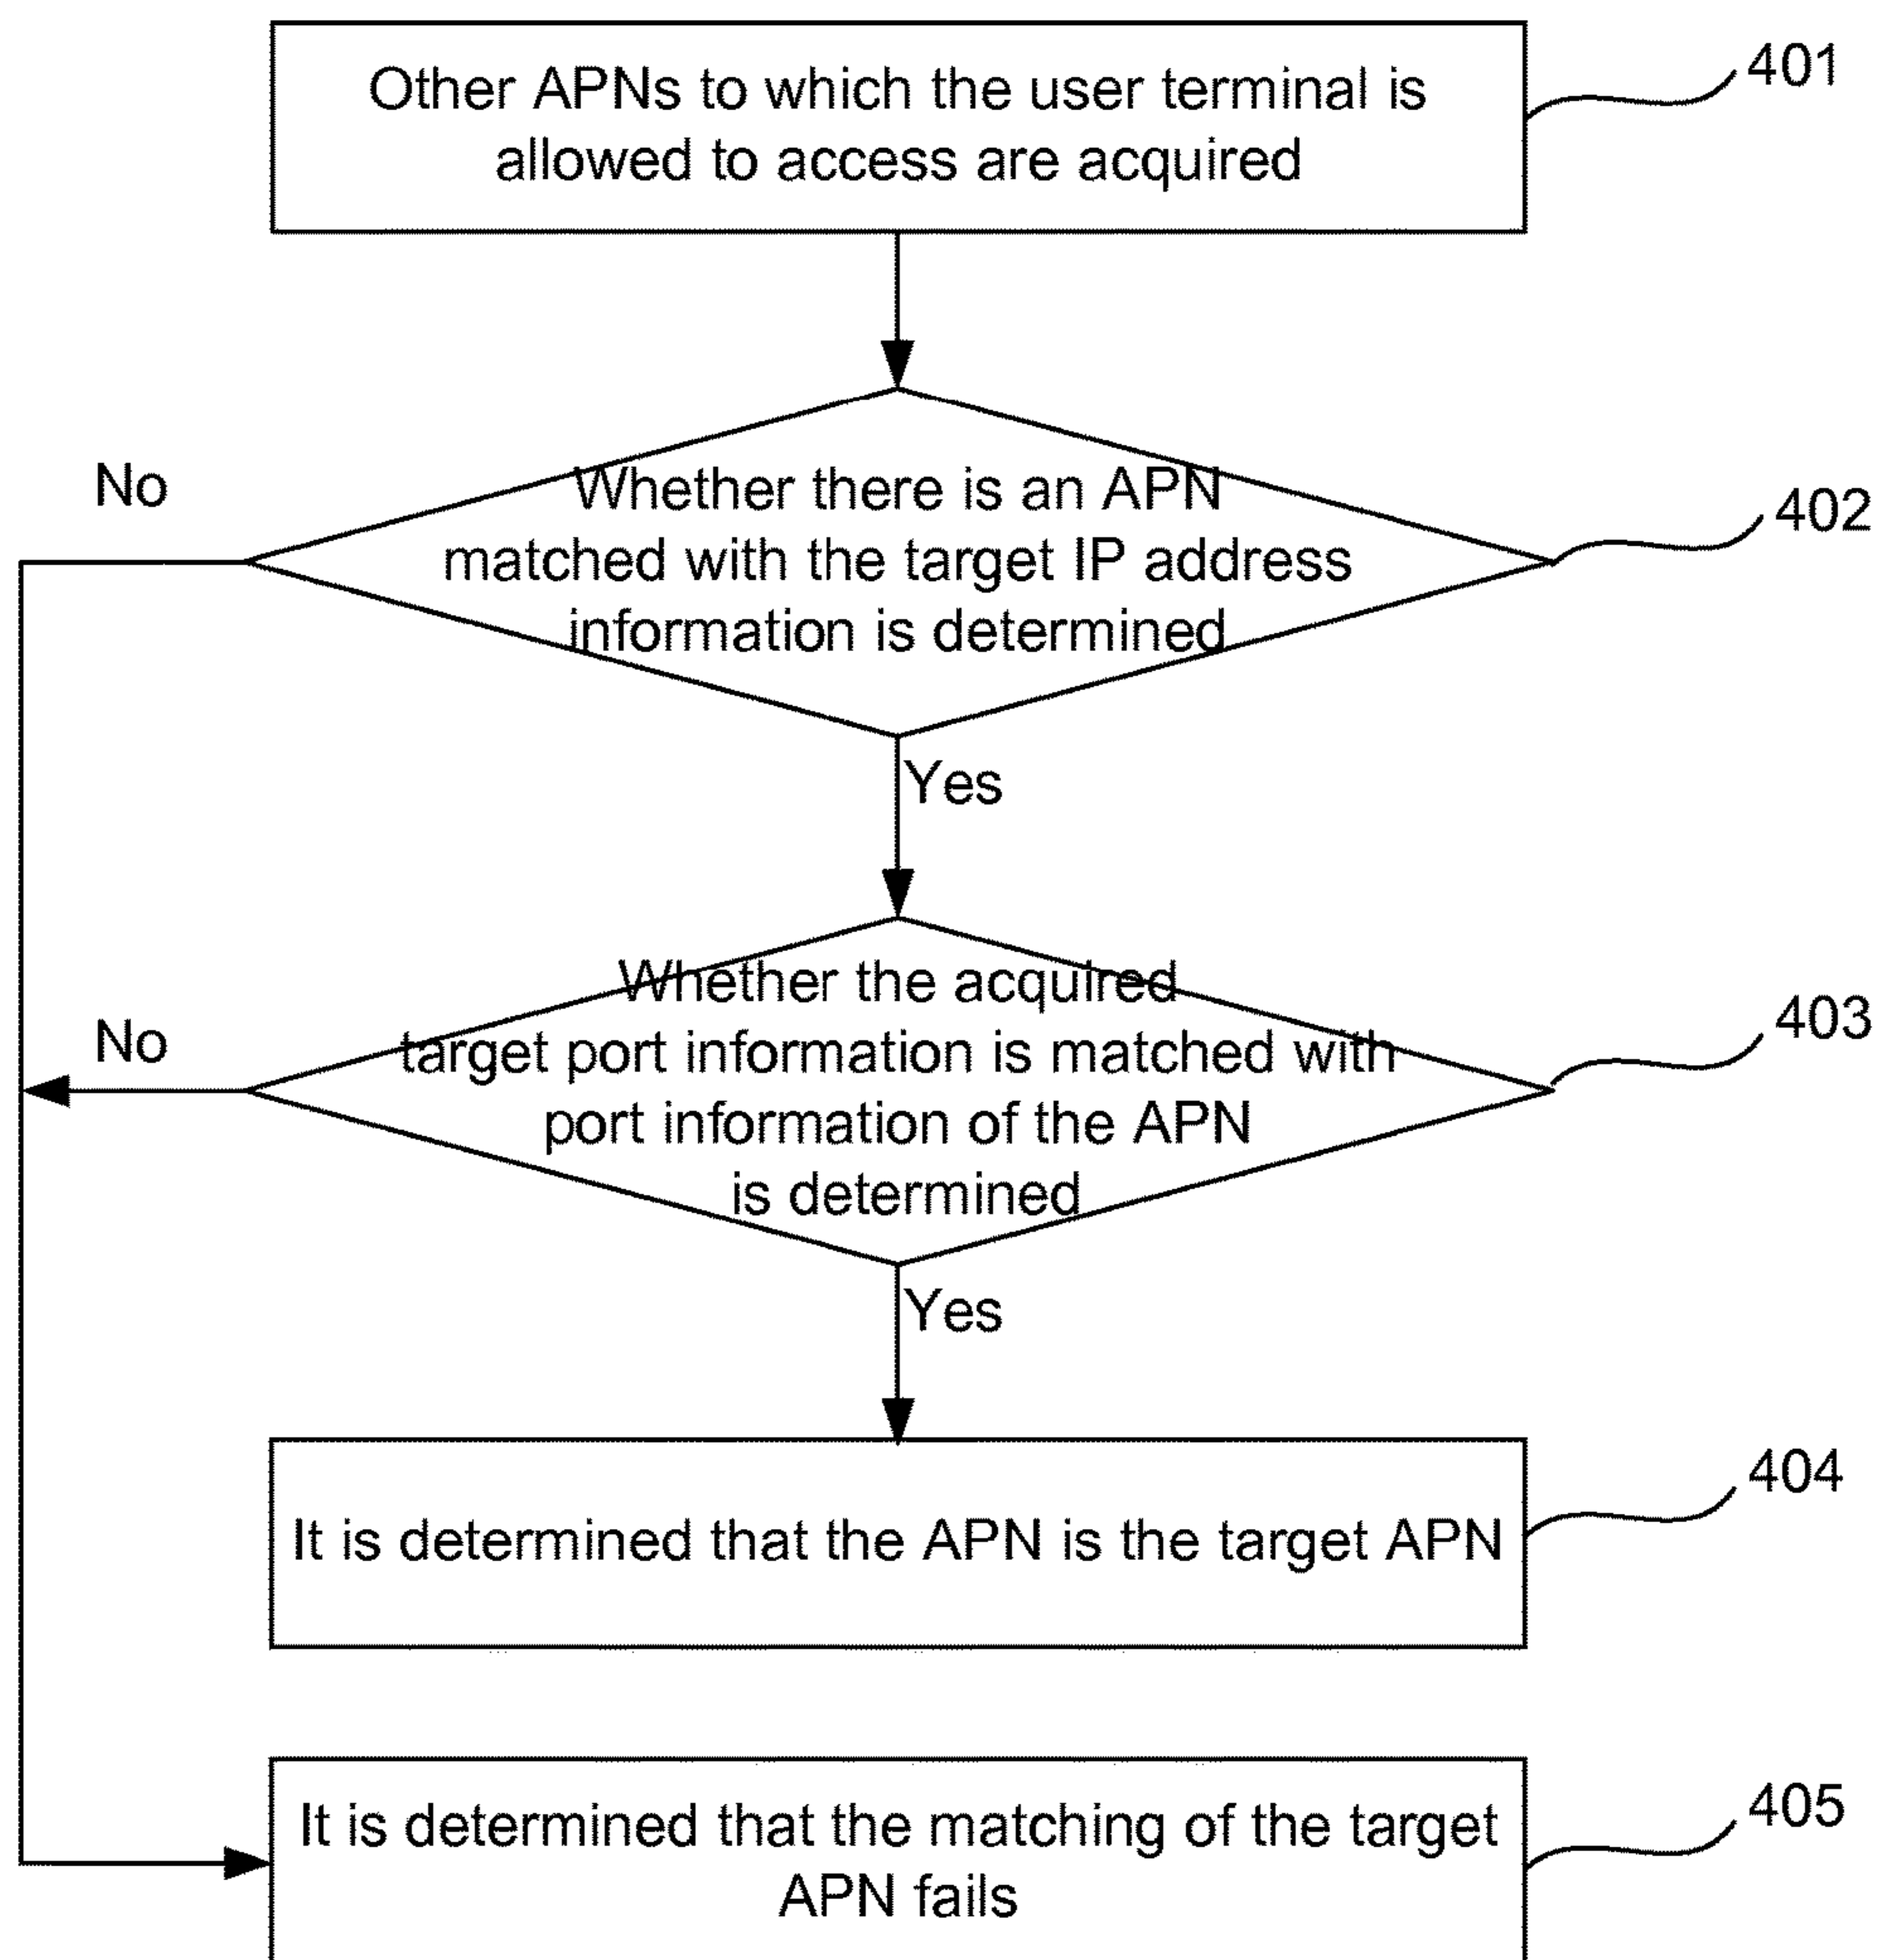 Other APNs to which the user terminal is
allowed to access are acquired
401
No
Whether there is an APN
matched with the target IP address
information is determined
402
Yes
No
Whether the acquired
target port information is matched with
port information of the APN
is determined
403
Yes
It is determined that the APN is the target APN
404
It is determined that the matching of the target
APN fails
405